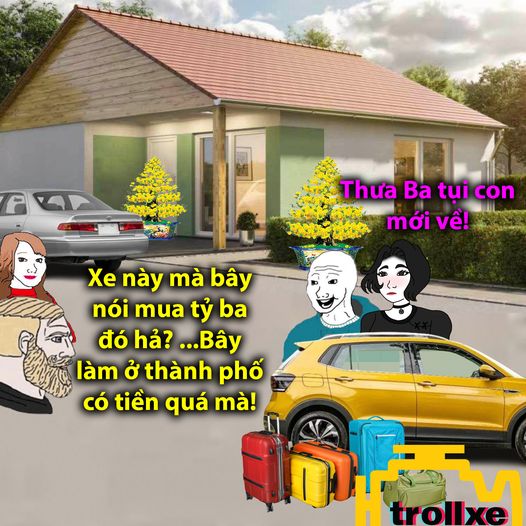 Thưa Ba tụi con
mới về!
Xe này mà bây
nói mua tỷ ba
đó hả? ...Bây
làm ở thành phố
có tiền quá mà!
trollxe